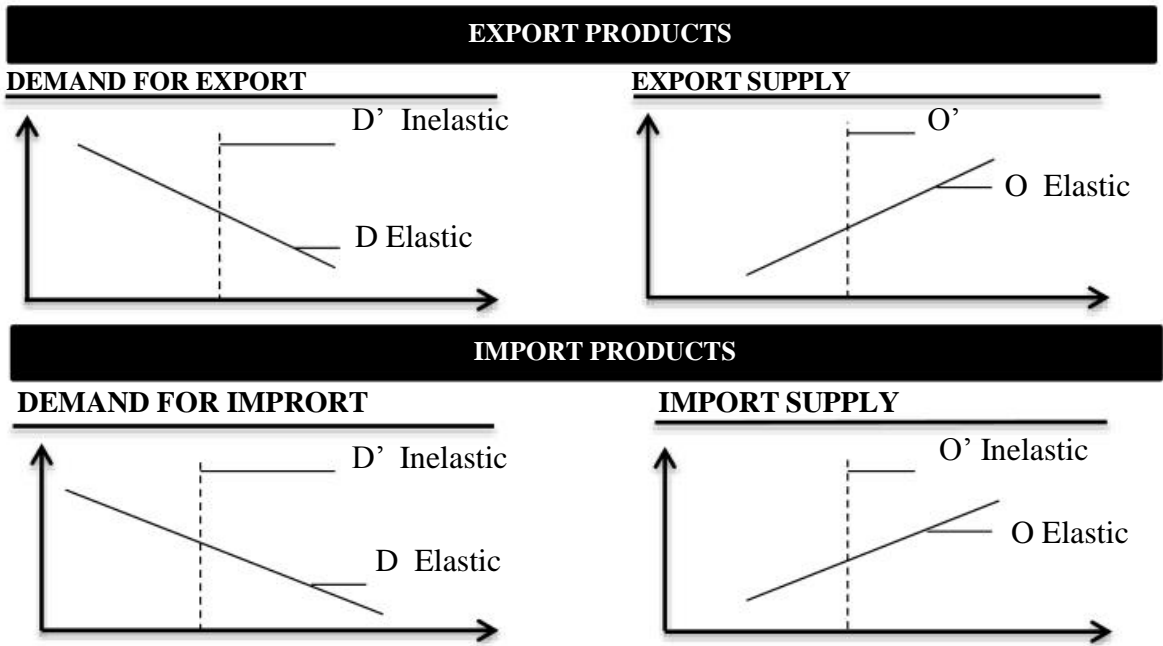 EXPORT PRODUCTS
DEMAND FOR EXPORT
D’ Inelastic
D Elastic
EXPORT SUPPLY
O’
O Elastic
IMPORT PRODUCTS
DEMAND FOR IMPRORT
D’ Inelastic
D Elastic
IMPORT SUPPLY
O’ Inelastic
O Elastic